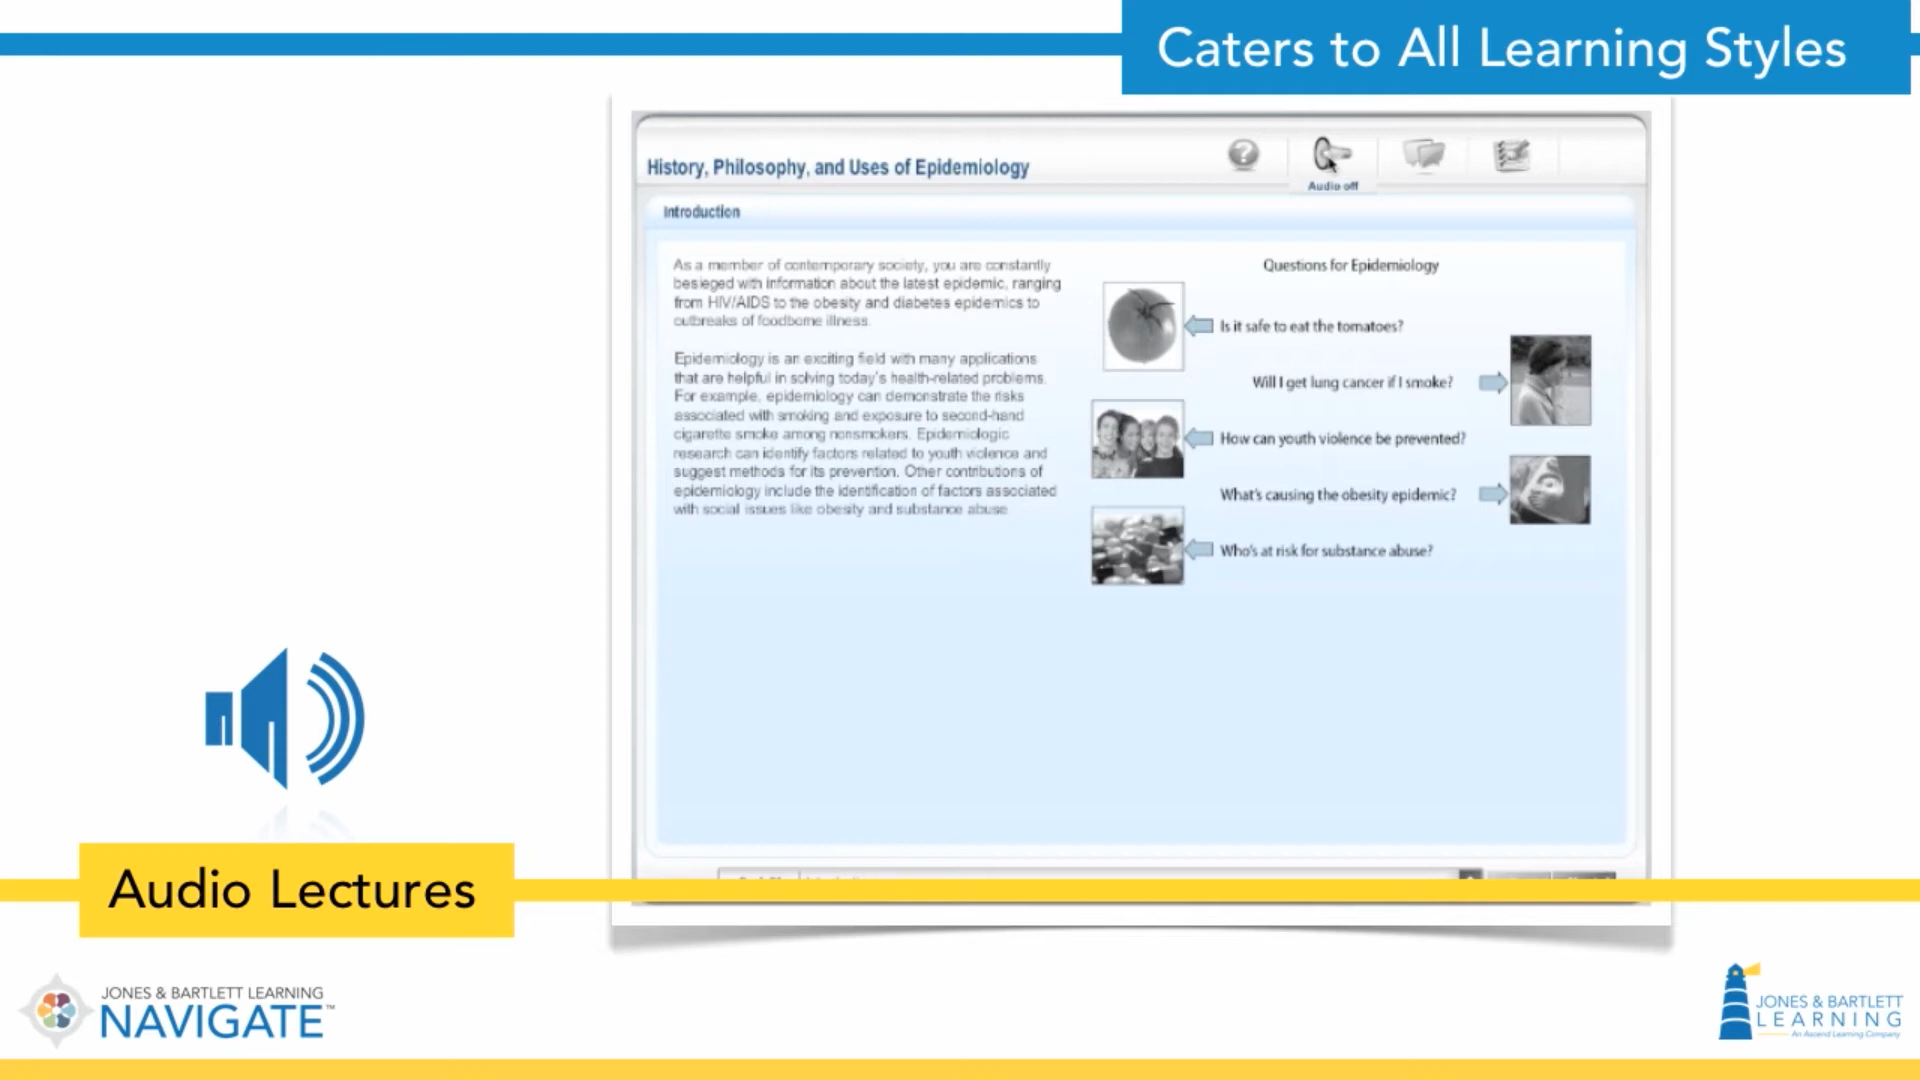 Caters to All Learning Styles
History, Philosophy, and Uses of Epidemiology
Audio off
Introduction
As a member of contemporary society, you are constantly
besieged with information about the latest epidemic, ranging
from HIV/AIDS to the obesity and diabetes epidemics to
outbreaks of foodborne illness.
Epidemiology is an exciting field with many applications
that are helpful in solving today's health-related problems.
For example, epidemiology can demonstrate the risks
associated with smoking and exposure to second-hand
cigarette smoke among nonsmokers. Epidemiologic
research can identify factors related to youth violence and
suggest methods for its prevention. Other contributions of
epidemiology include the identification of factors associated
with social issues like obesity and substance abuse
Questions for Epidemiology
Is it safe to eat the tomatoes?
Will I get lung cancer if I smoke?
How can youth violence be prevented?
What's causing the obesity epidemic?
Who's at risk for substance abuse?
Audio Lectures
JONES & BARTLETT LEARNING
NAVIGATE™
JONES & BARTLETT
LEARNING
An Ascend Learning Company